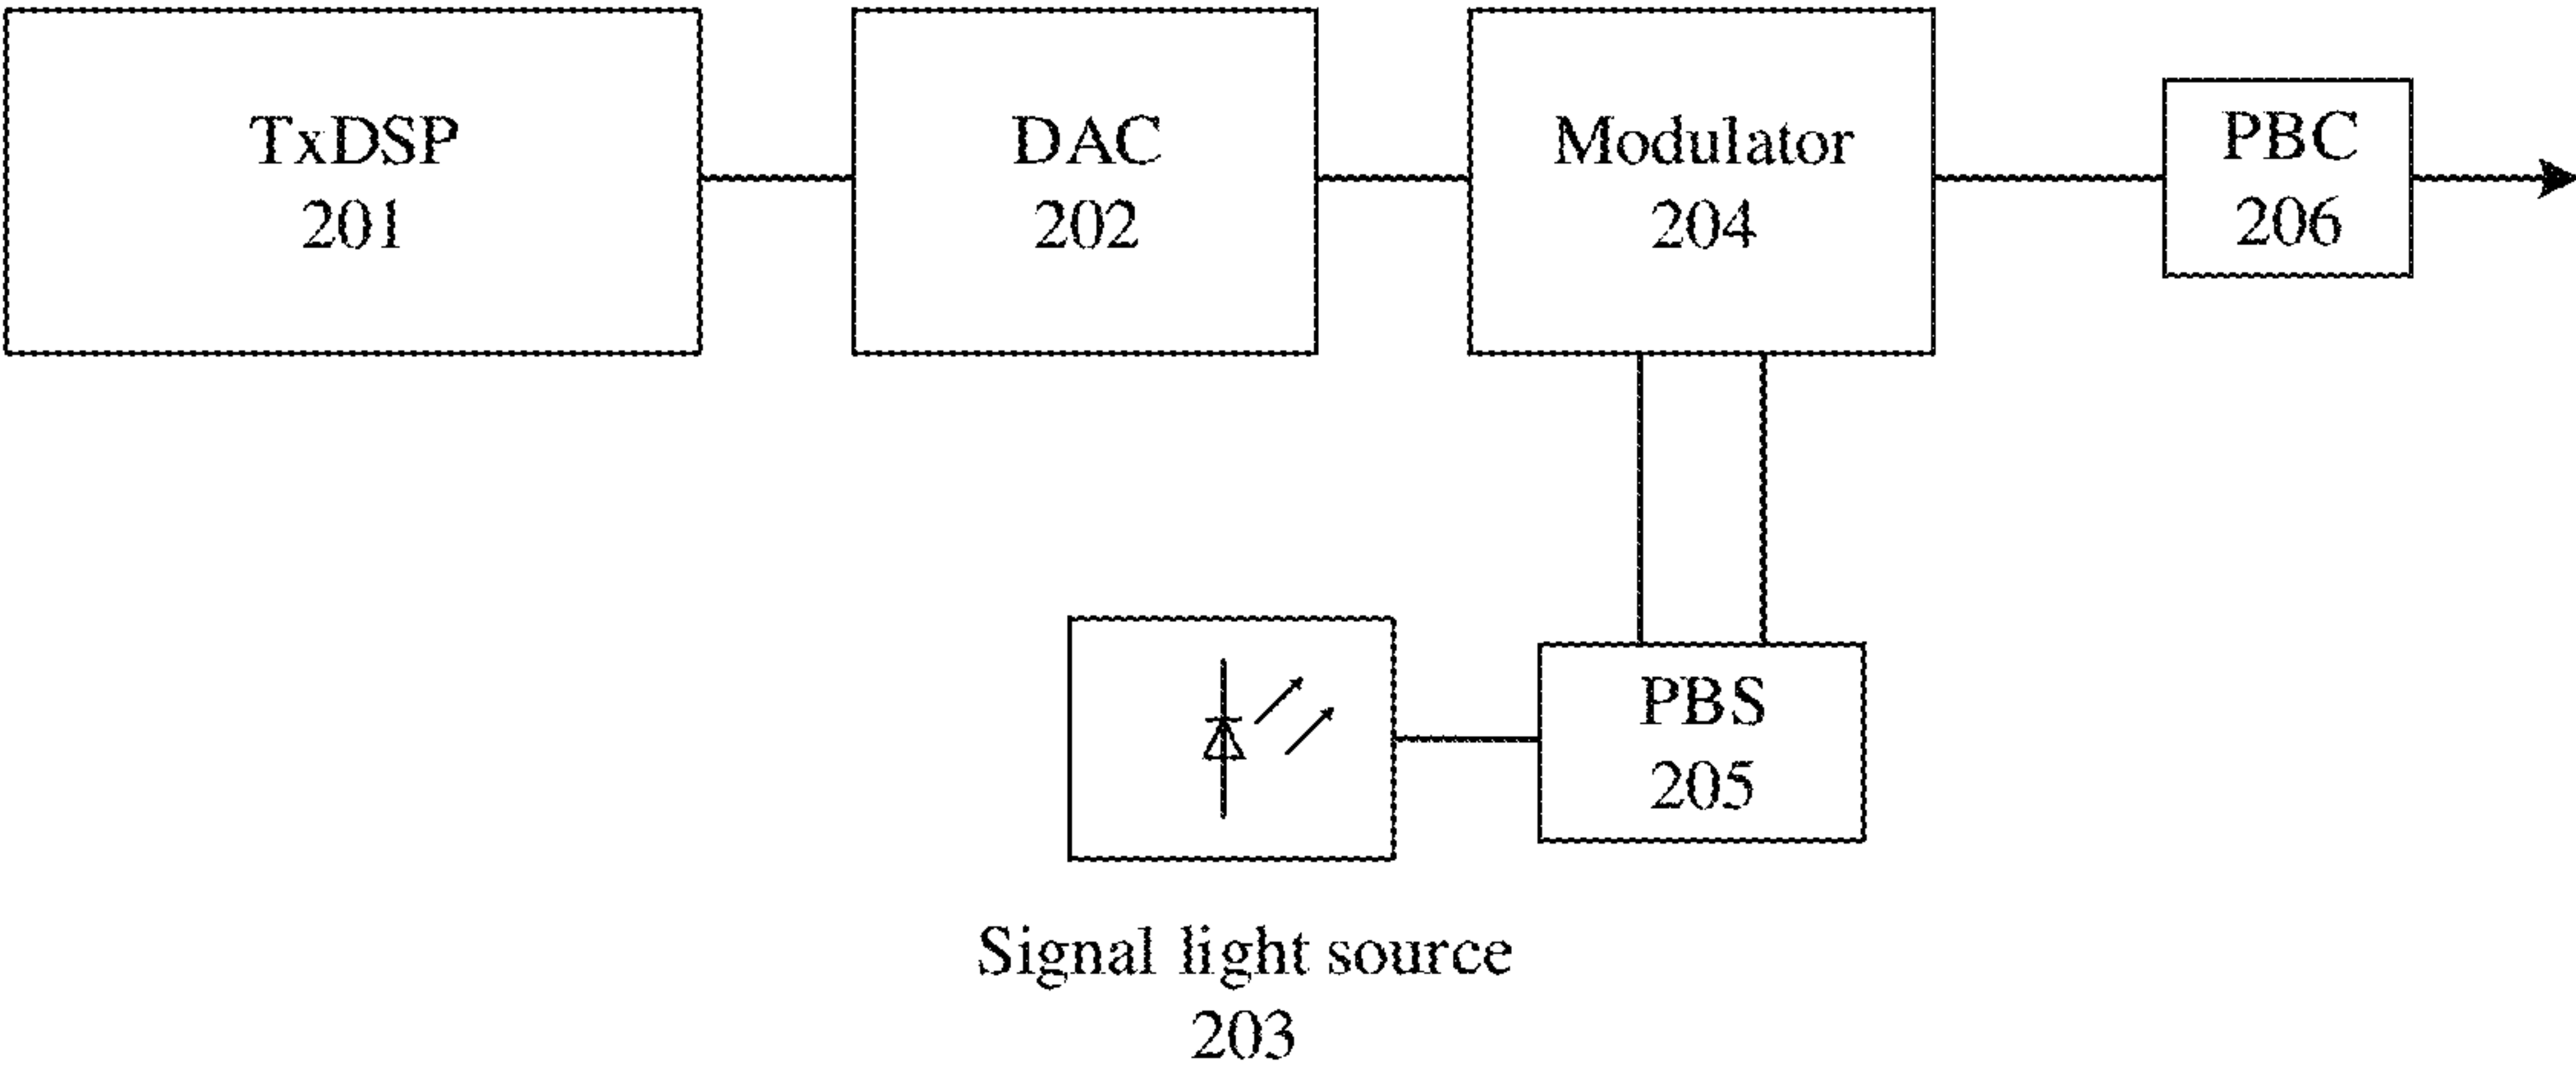 TxDSP
201
DAC
202
Modulator
204
PBC
206
PBS
205
Signal light source
203